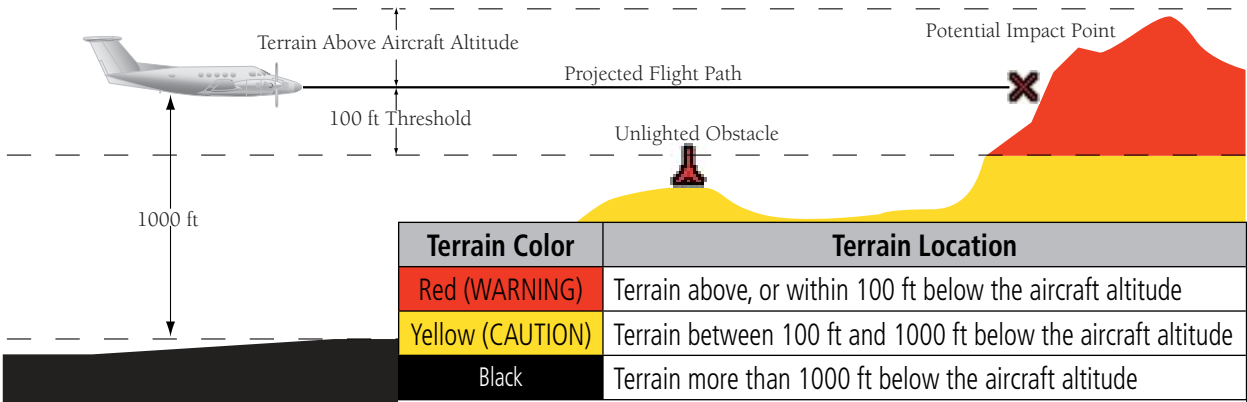 Terrain Above Aircraft Altitude
Potential Impact Point
Projected Flight Path
100 ft Threshold
Unlighted Obstacle
1000 ft
Terrain Color
Terrain Location
Red (WARNING)
Terrain above, or within 100 ft below the aircraft altitude
Yellow (CAUTION)
Terrain between 100 ft and 1000 ft below the aircraft altitude
Black
Terrain more than 1000 ft below the aircraft altitude